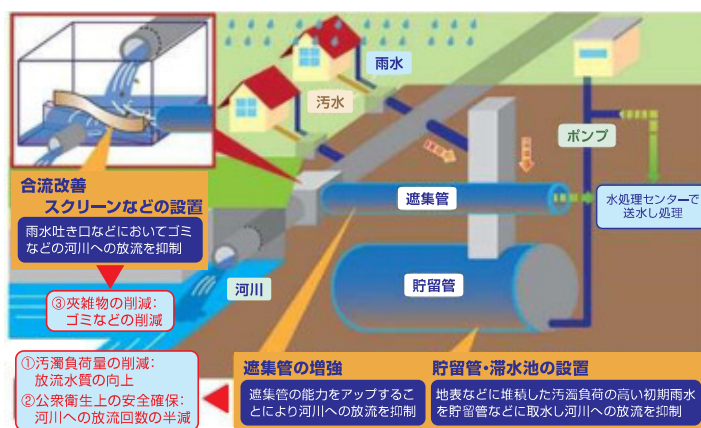 雨水
汚水
ポンプ
合流改善
スクリーンなどの設置
雨水吐き口などにおいてゴミ
などの河川への放流を抑制
遮集管
水処理センターで
送水し処理
貯留管
河川
③夾雑物の削減：
ゴミなどの削減
①汚濁負荷量の削減：
放流水質の向上
②公衆衛生上の安全確保：
河川への放流回数の半減
遮集管の増強
遮集管の能力をアップするこ
とにより河川への放流を抑制
貯留管・滞水池の設置
地表などに堆積した汚濁負荷の高い初期雨水
を貯留管などに取水し河川への放流を抑制